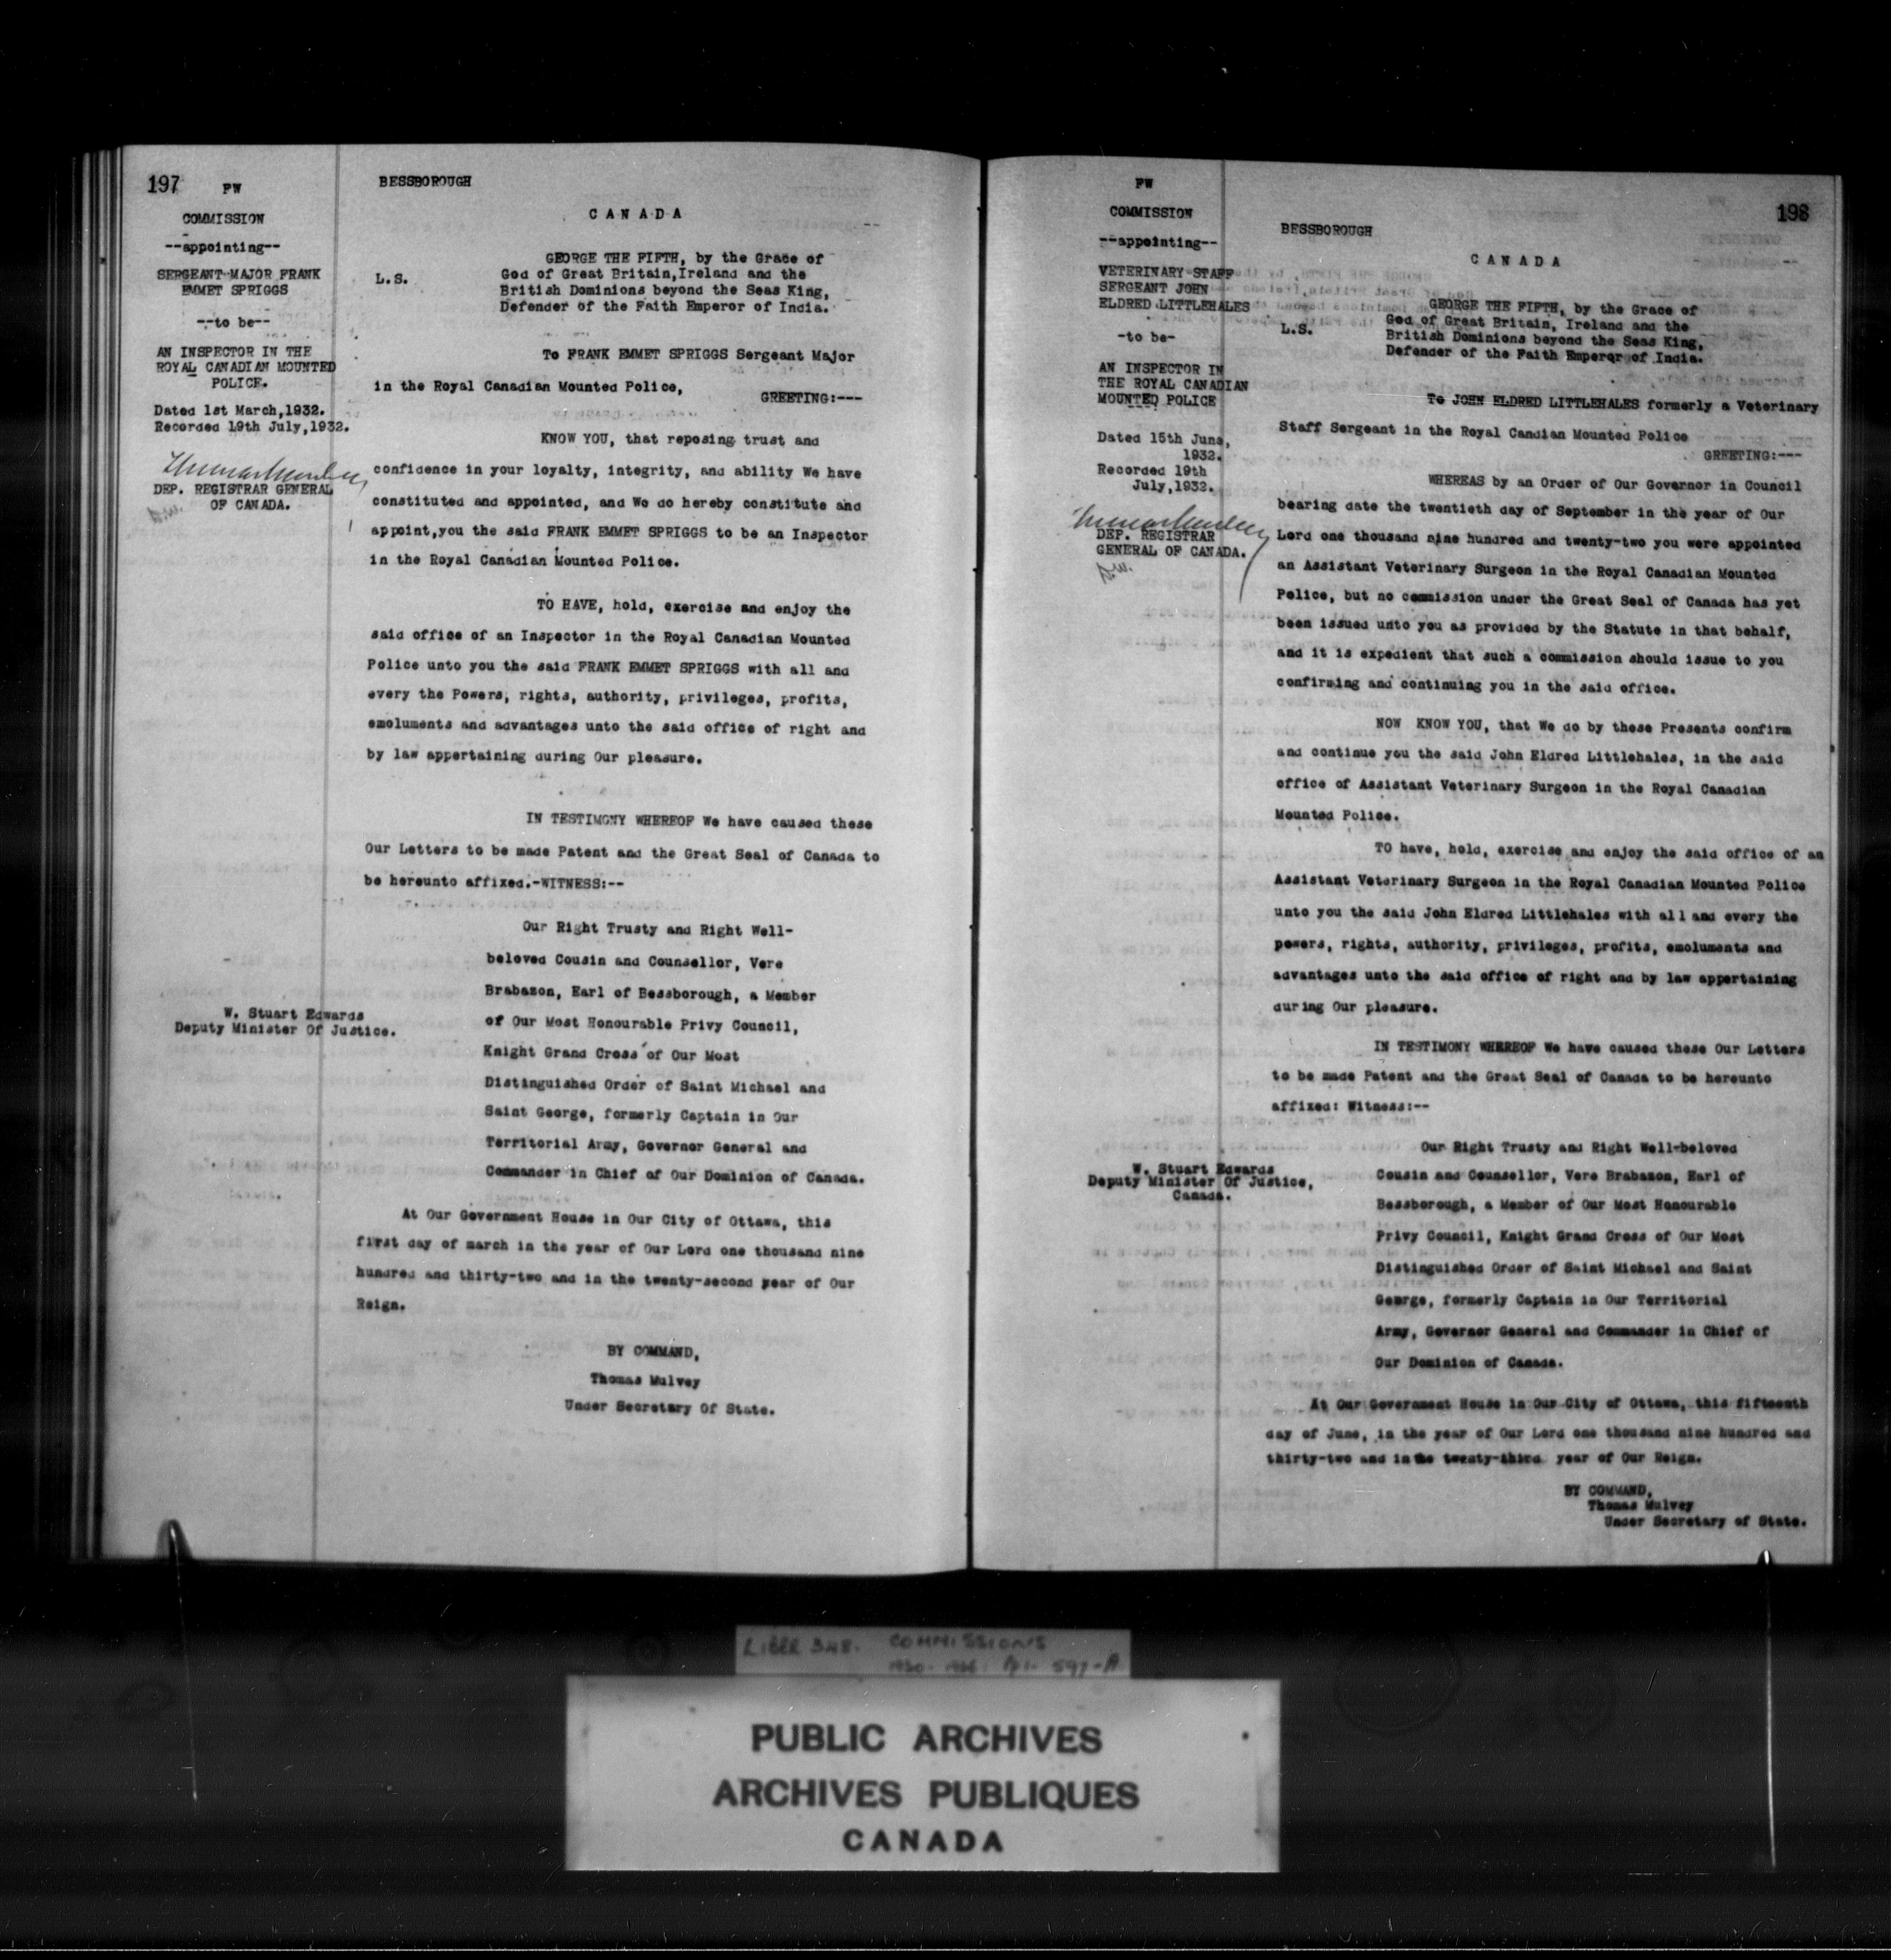 197 PW
COMMISSION
--appointing--
SERGEANT-MAJOR FRANK
EMMET SPRIGGS
--to be--
AN INSPECTOR IN THE
ROYAL CANADIAN MOUNTED
POLICE.
Dated 1st March,1932.
Recorded 19th July,1932.
DEP. REGISTRAR GENERAL
OF CANADA.
W. Stuart Edwards
Deputy Minister Of Justice.
BESSBOROUGH
CANADA
L.S.
GEORGE THE FIFTH, by the Grace of
God of Great Britain,Ireland and the
British Dominions beyond the Seas King,
Defender of the Faith Emperor of India.
To FRANK EMMET SPRIGGS Sergeant Major
in the Royal Canadian Mounted Police,
GREETING:---
KNOW YOU, that reposing trust and
confidence in your loyalty, integrity, and ability We have
constituted and appointed, and We do hereby constitute and
appoint,you the said FRANK EMMET SPRIGGS to be an Inspector
in the Royal Canadian Mounted Police.
TO HAVE, hold, exercise and enjoy the
said office of an Inspector in the Royal Canadian Mounted
Police unto you the said FRANK EMMET SPRIGGS with all and
every the Powers, rights, authority, privileges, profits,
emoluments and advantages unto the said office of right and
by law appertaining during Our pleasure.
IN TESTIMONY WHEREOF We have caused these
Our Letters to be made Patent and the Great Seal of Canada to
be hereunto affixed.-WITNESS:--
Our Right Trusty and Right Well-
beloved Cousin and Counsellor, Vere
Brabazon, Earl of Bessborough, a Member
of Our Most Honourable Privy Council,
Knight Grand Cross of Our Most
Distinguished Order of Saint Michael and
Saint George, formerly Captain in Our
Territorial Army, Governor General and
Commander in Chief of Our Dominion of Canada.
At Our Government House in Our City of Ottawa, this
first day of march in the year of Our Lord one thousand nine
hundred and thirty-two and in the twenty-second year of Our
Reign.
BY COMMAND,
Thomas Mulvey
Under Secretary Of State.
PW
COMMISSION
--appointing--
VETERINARY STAFF
SERGEANT JOHN
ELDRED LITTLEHALES
-to be-
AN INSPECTOR IN
THE ROYAL CANADIAN
MOUNTED POLICE
Dated 15th June,
1932.
Recorded 19th
July,1932.
DEP. REGISTRAR
GENERAL OF CANADA.
W. Stuart Edwards
Deputy Minister Of Justice,
Canada.
198
BESSBOROUGH
CANADA
L.S.
GEORGE THE FIFTH, by the Grace of
God of Great Britain, Ireland and the
British Dominions beyond the Seas King,
Defender of the Faith Emperor of India.
To JOHN ELDRED LITTLEHALES formerly a Veterinary
Staff Sergeant in the Royal Candian Mounted Police
GREETING:---
WHEREAS by an Order of Our Governor in Council
bearing date the twentieth day of September in the year of Our
Lord one thousand nine hundred and twenty-two you were appointed
an Assistant Veterinary Surgeon in the Royal Canadian Mounted
Police, but no commission under the Great Seal of Canada has yet
been issued unto you as provided by the Statute in that behalf,
and it is expedient that such a commission should issue to you
confirming and continuing you in the said office.
NOW KNOW YOU, that We do by these Presents confirm
and continue you the said John Eldred Littlehales, in the said
office of Assistant Veterinary Surgeon in the Royal Canadian
Mounted Police.
TO have, hold, exercise and enjoy the said office of an
Assistant Veterinary Surgeon in the Royal Canadian Mounted Police
unto you the said John Eldred Littlehales with all and every the
powers, rights, authority, privileges, profits, emoluments and
advantages unto the said office of right and by law appertaining
during Our pleasure.
IN TESTIMONY WHEREOF We have caused these Our Letters
to be made Patent and the Great Seal of Canada to be hereunto
affixed: Witness:--
Our Right Trusty and Right Well-beloved
Cousin and Counsellor, Vere Brabazon, Earl of
Bessborough, a Member of Our Most Honourable
Privy Council, Knight Grand Cross of Our Most
Distinguished Order of Saint Michael and Saint
George, formerly Captain in Our Territorial
Army, Governor General and Commander in Chief of
Our Dominion of Canada.
At Our Government House in Our City of Ottawa, this fifteenth
day of June, in the year of Our Lord one thousand nine hundred and
thirty-two and in the twenty-third year of Our Reign.
BY COMMAND,
Thomas Mulvey
Under Secretary of State.
LIBER 348. COMMISSIONS
PUBLIC ARCHIVES
ARCHIVES PUBLIQUES
CANADA